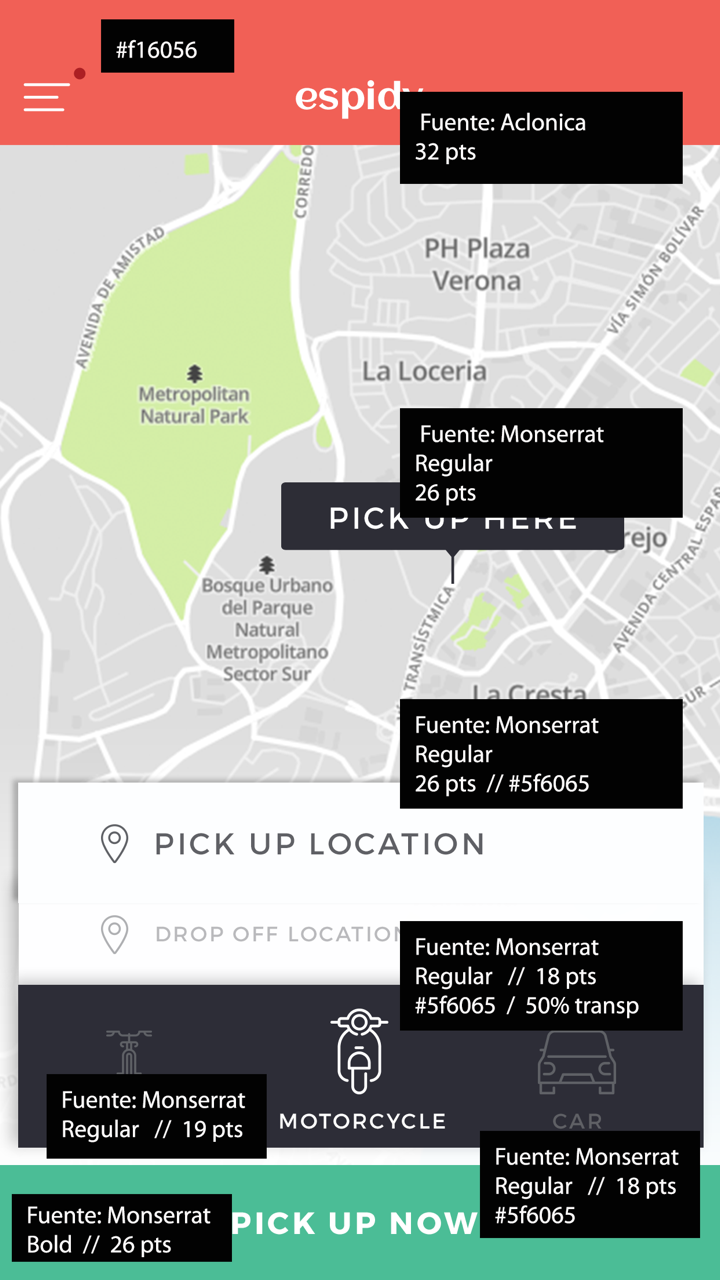 #f16056
espidy
Fuente: Aclonica
32 pts
CORREDO
AVENIDA DE AMISTAD
PH Plaza
Verona
VÍA SIMÓN BOLÍVAR
La Loceria
Metropolitan
Natural Park
Fuente: Monserrat
Regular
26 pts
PICK UP HERE
grejo
AVENIDA CENTRAL ESPAÑ
Bosque Urbano
del Parque
Natural
Metropolitano
Sector Sur
TRANSÍSTMICA
La Cresta
SUR
Fuente: Monserrat
Regular
26 pts // #5f6065
PICK UP LOCATION
DROP OFF LOCATION
Fuente: Monserrat
Regular // 18 pts
#5f6065 / 50% transp
Fuente: Monserrat
Regular // 19 pts
MOTORCYCLE
CAR
Fuente: Monserrat
Regular // 18 pts
#5f6065
Fuente: Monserrat
Bold // 26 pts
PICK UP NOW